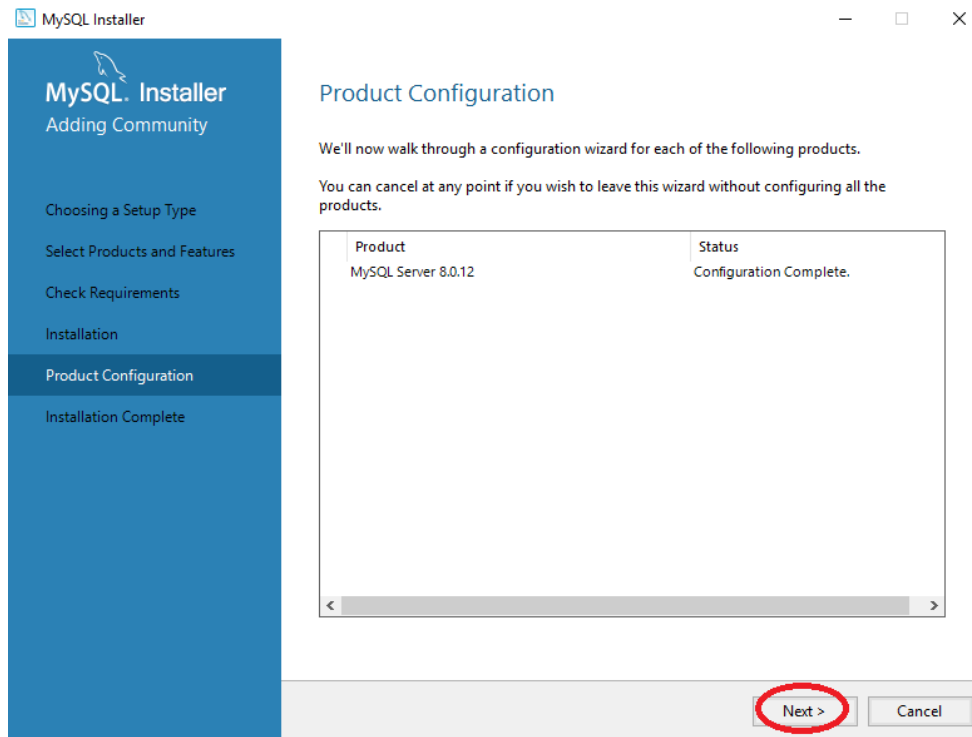 MySQL Installer
MySQL. Installer
Adding Community
Choosing a Setup Type
Select Products and Features
Check Requirements
Installation
Product Configuration
Installation Complete
Product Configuration
We'll now walk through a configuration wizard for each of the following products.
You can cancel at any point if you wish to leave this wizard without configuring all the
products.
Product Status
MySQL Server 8.0.12 Configuration Complete.
Next >
Cancel